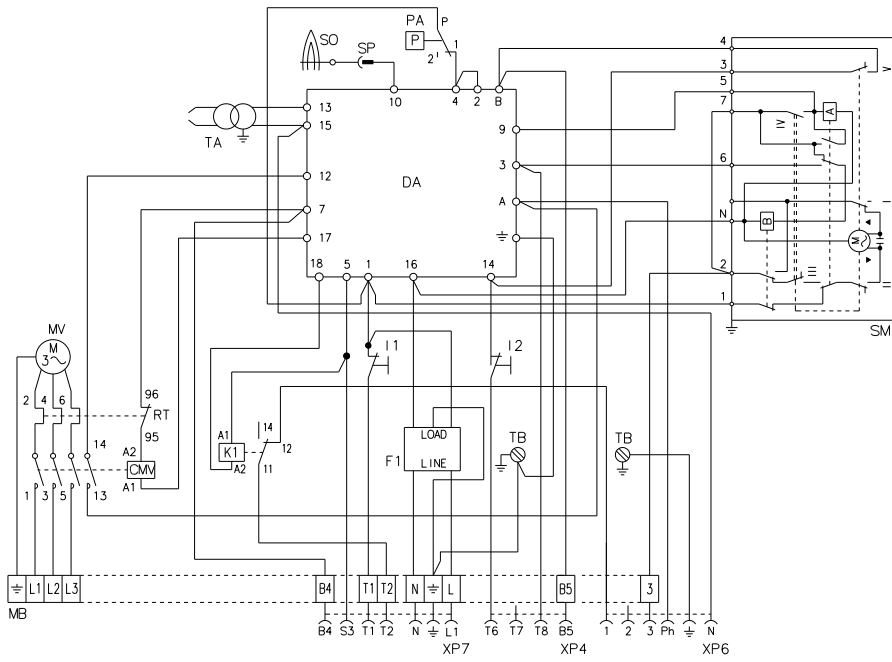 P
PA
P
1
2'
SO
SP
4
3
5
7
6
N
2
1
A
B
M
IV
V
I
III
II
SM
10
4
2
B
13
15
TA
12
7
17
9
3
A
DA
18
5
1
16
14
MV
M
3
2
4
6
96
RT
95
14
A2
CMV
A1
1
3
5
13
I1
I2
A1
K1
A2
14
12
11
LOAD
F1
LINE
TB
TB
L1
L2
L3
B4
T1
T2
N
L
B5
3
MB
B4
S3
T1
T2
N
L1
T6
T7
T8
B5
1
2
3
Ph
N
XP7
XP4
XP6